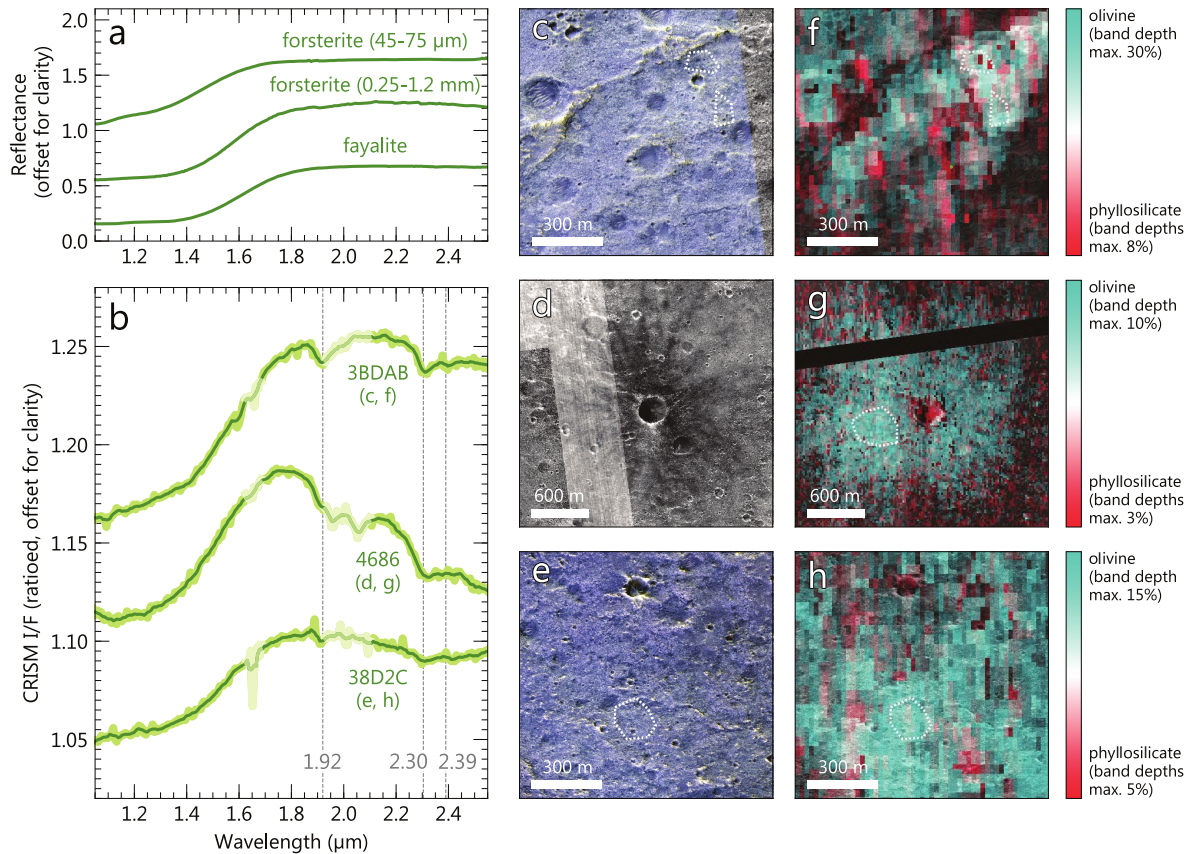 a
Reflectance
(offset for clarity)
2.0
1.5
1.0
0.5
0.0
forsterite (45-75 μm)
forsterite (0.25-1.2 mm)
fayalite
1.2 1.4 1.6 1.8 2.0 2.2 2.4
b
CRISM I/F (ratioed, offset for clarity)
1.25
1.20
1.15
1.10
1.05
3BDAB
(c, f)
4686
(d, g)
38D2C
(e, h)
1.92 2.30 2.39
1.2 1.4 1.6 1.8 2.0 2.2 2.4
Wavelength (μm)
c
300 m
f
300 m
olivine
(band depth
max. 30%)
phyllosilicate
(band depths
max. 8%)
d
600 m
g
600 m
olivine
(band depth
max. 10%)
phyllosilicate
(band depths
max. 3%)
e
300 m
h
300 m
olivine
(band depth
max. 15%)
phyllosilicate
(band depths
max. 5%)